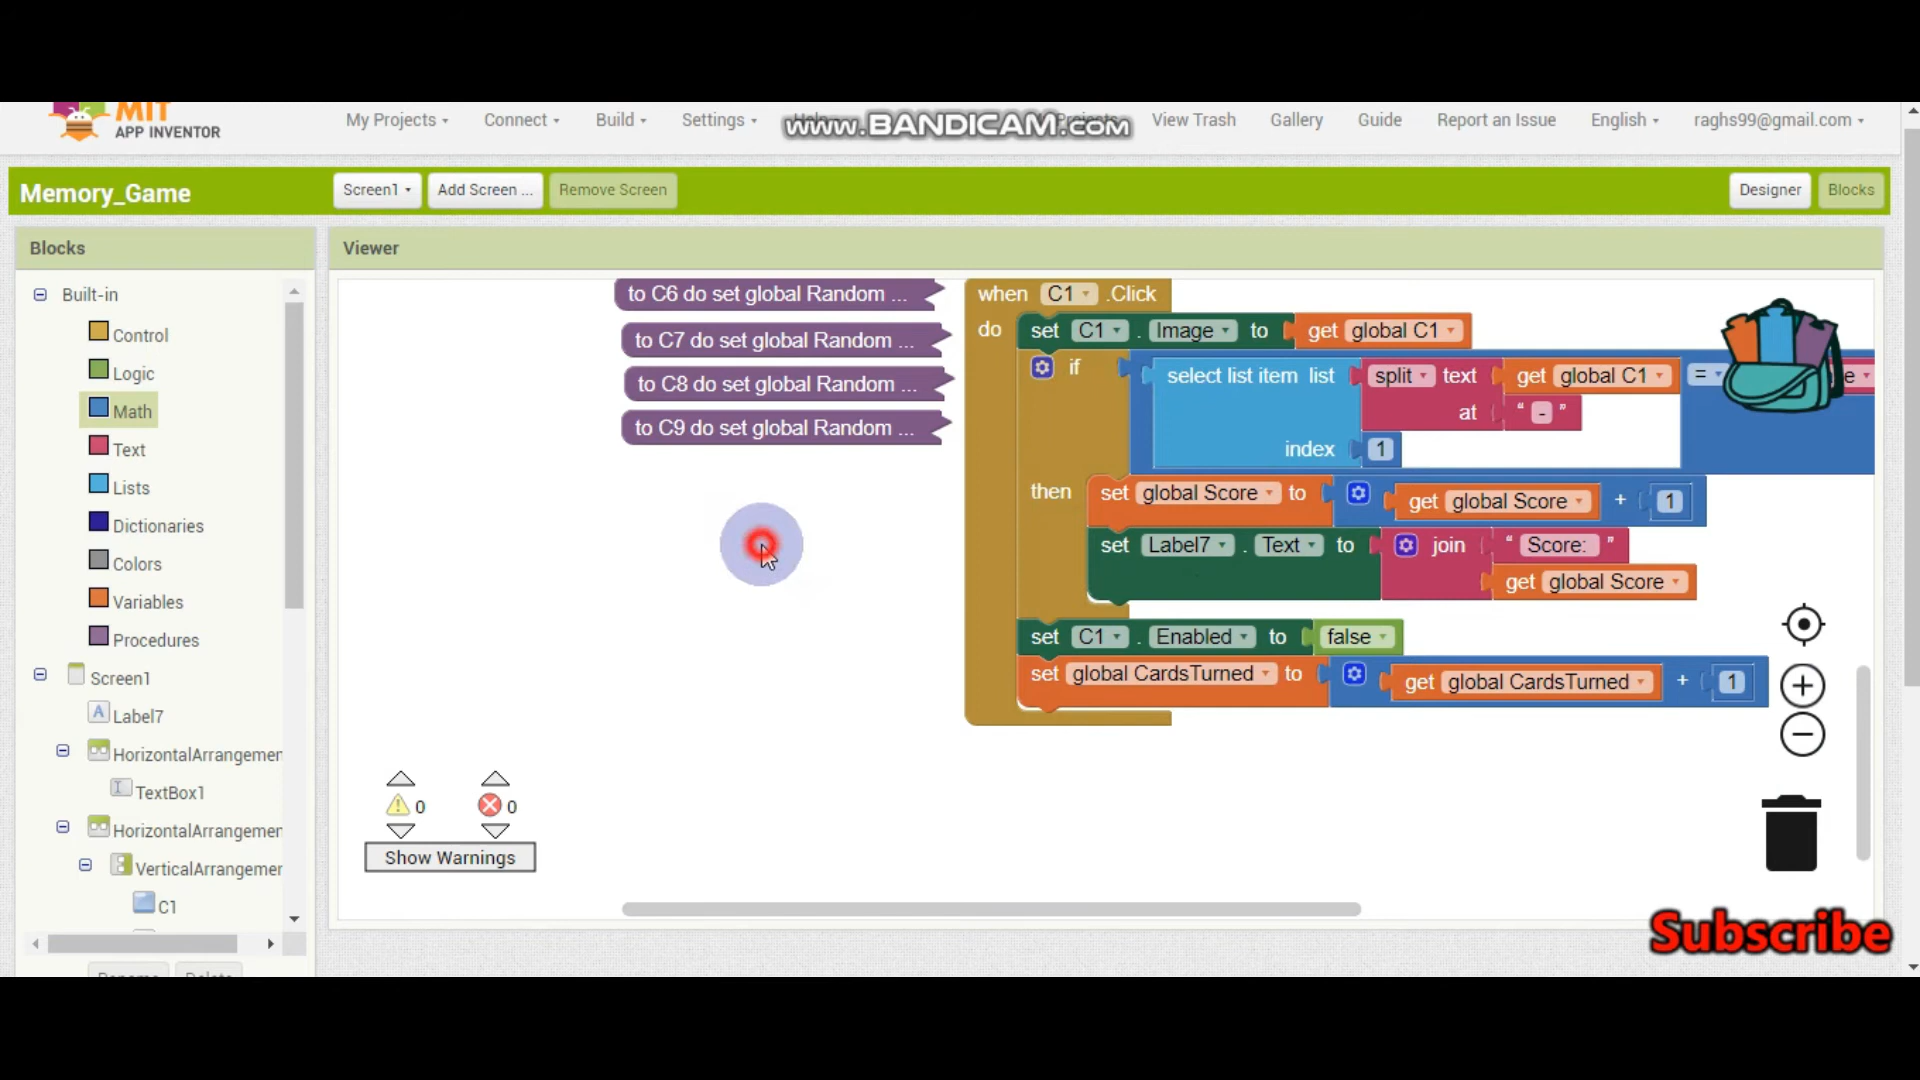 MIT
APP INVENTOR
My Projects
Connect
Build
Settings
www.BANDICAM.com
View Trash
Gallery
Guide
Report an Issue
English
raghs99@gmail.com
Memory_Game
Screen1
Add Screen ...
Remove Screen
Designer
Blocks
Blocks
Viewer
Built-in
Control
Logic
Math
Text
Lists
Dictionaries
Colors
Variables
Procedures
Screen1
Label7
HorizontalArrangemen
TextBox1
HorizontalArrangemen
VerticalArrangemen
C1
to C6 do set global Random ...
to C7 do set global Random ...
to C8 do set global Random ...
to C9 do set global Random ...
when C1 .Click
do set C1 . Image to get global C1
if select list item list split text get global C1 =
at " - "
index 1
then set global Score to get global Score + 1
set Label7 . Text to join " Score: "
get global Score
set C1 . Enabled to false
set global CardsTurned to get global CardsTurned + 1
0 0
Show Warnings
Subscribe